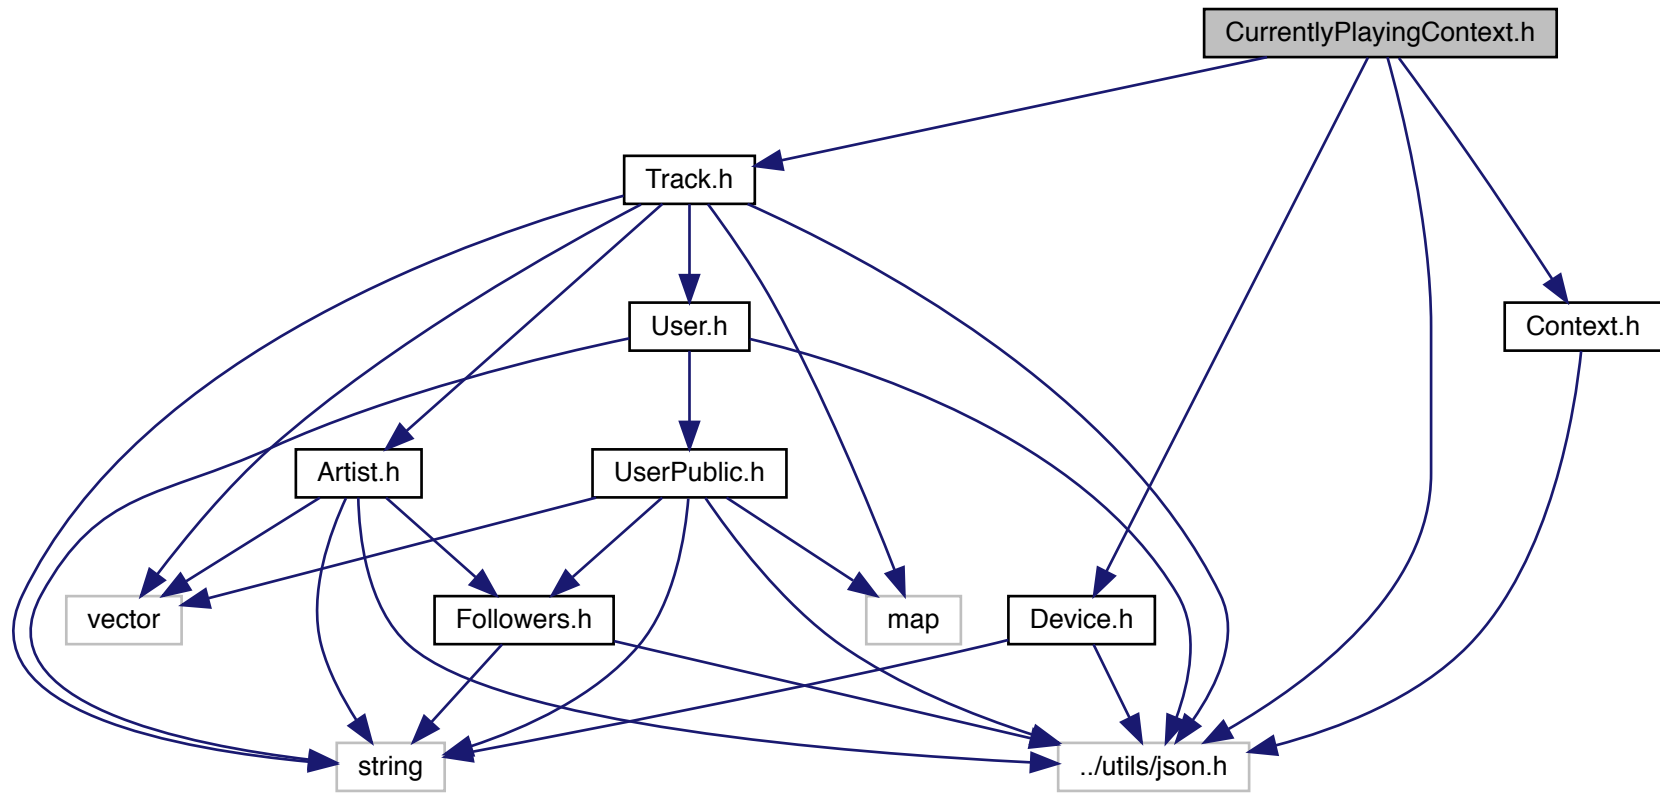 CurrentlyPlayingContext.h
Track.h
User.h
Context.h
Artist.h
UserPublic.h
vector
Followers.h
map
Device.h
string
../utils/json.h